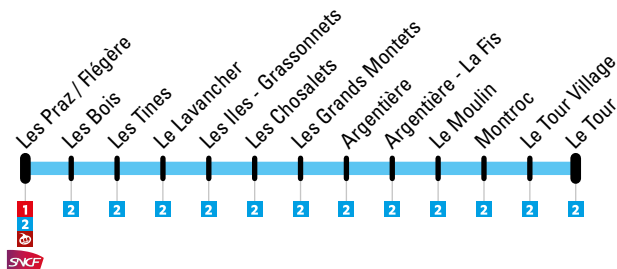 Les Praz / Flégère
Les Bois
Les Tines
Le Lavancher
Les Iles - Grassonnets
Les Chosalets
Les Grands Montets
Argentière
Argentière - La Fis
Le Moulin
Montroc
Le Tour Village
Le Tour
1
2
2
2
2
2
2
2
2
2
2
2
2
2
SNCF